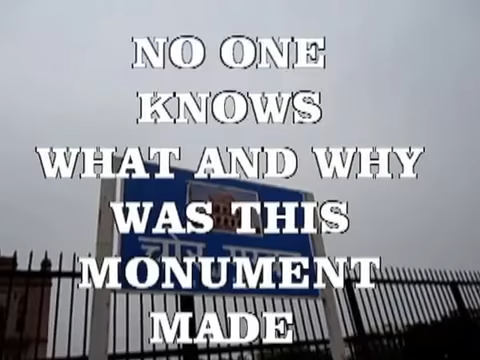 NO ONE
KNOWS
WHAT AND WHY
WAS THIS
MONUMENT
MADE
चोर